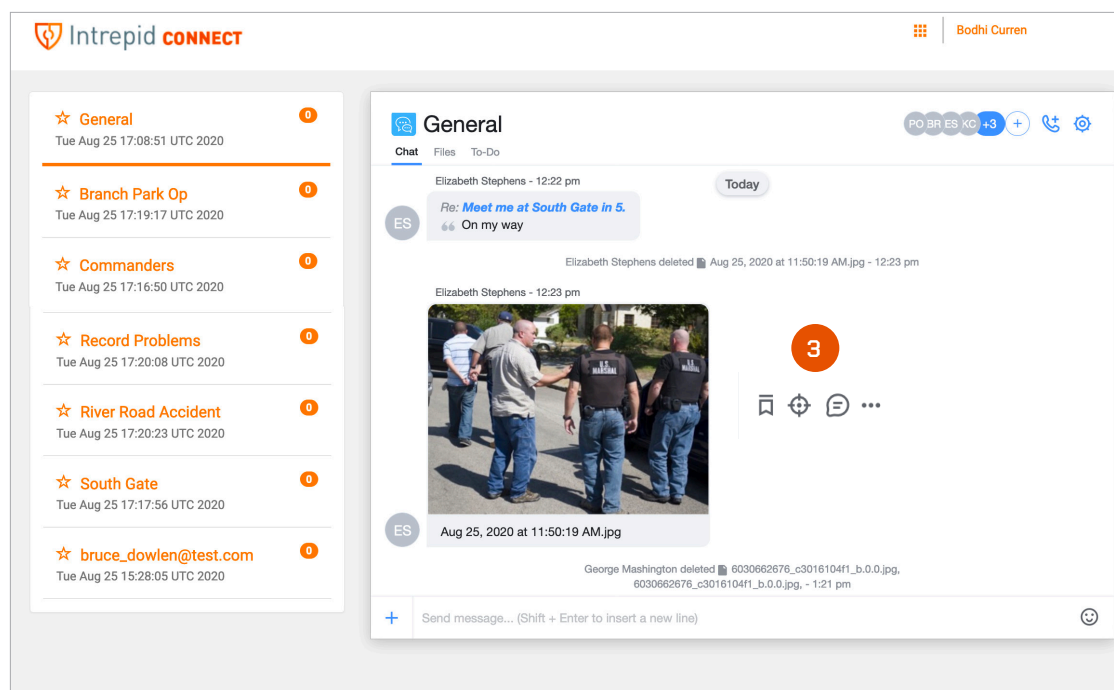 Intrepid CONNECT
Bodhi Curren
General
0
Tue Aug 25 17:08:51 UTC 2020
Branch Park Op
0
Tue Aug 25 17:19:17 UTC 2020
Commanders
0
Tue Aug 25 17:16:50 UTC 2020
Record Problems
0
Tue Aug 25 17:20:08 UTC 2020
River Road Accident
0
Tue Aug 25 17:20:23 UTC 2020
South Gate
0
Tue Aug 25 17:17:56 UTC 2020
bruce_dowlen@test.com
0
Tue Aug 25 15:28:05 UTC 2020
General
PO BR ES KC +3
Chat Files To-Do
Elizabeth Stephens - 12:22 pm
Today
Re: Meet me at South Gate in 5.
ES
On my way
Elizabeth Stephens deleted Aug 25, 2020 at 11:50:19 AM.jpg - 12:23 pm
Elizabeth Stephens - 12:23 pm
U.S.
MARSHAL
U.S.
MARSHAL
3
ES
Aug 25, 2020 at 11:50:19 AM.jpg
George Mashington deleted 6030662676_c3016104f1_b.0.0.jpg,
6030662676_c3016104f1_b.0.0.jpg, - 1:21 pm
Send message... (Shift + Enter to insert a new line)